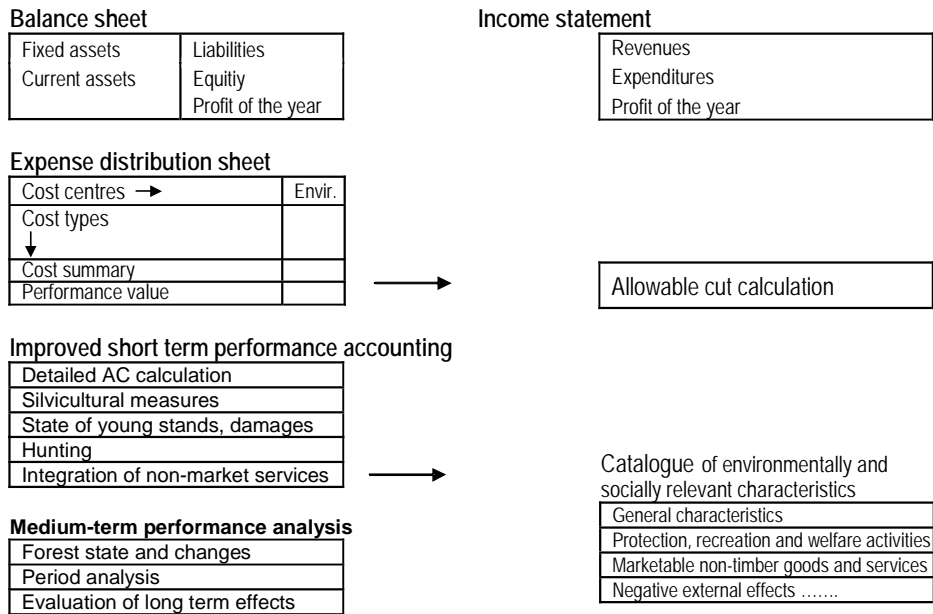 Balance sheet
Fixed assets
Current assets
Liabilities
Equitiy
Profit of the year
Income statement
Revenues
Expenditures
Profit of the year
Expense distribution sheet
Cost centres → Envir.
Cost types
↓
Cost summary
Performance value
→
Allowable cut calculation
Improved short term performance accounting
Detailed AC calculation
Silvicultural measures
State of young stands, damages
Hunting
Integration of non-market services
→
Catalogue of environmentally and
socially relevant characteristics
General characteristics
Protection, recreation and welfare activities
Marketable non-timber goods and services
Negative external effects …….
Medium-term performance analysis
Forest state and changes
Period analysis
Evaluation of long term effects